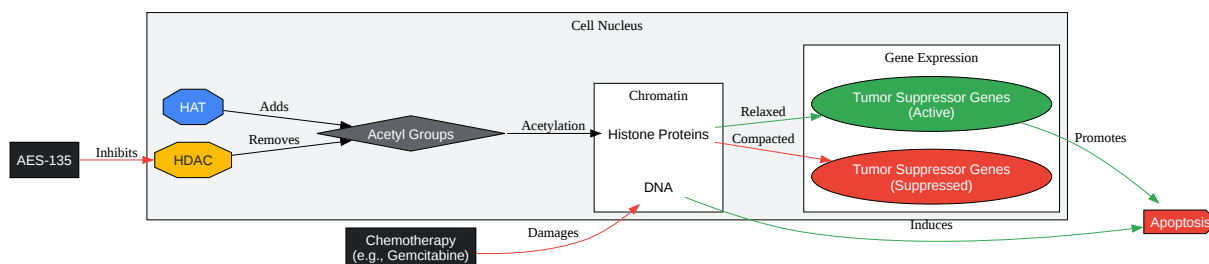 Cell Nucleus
Gene Expression
Tumor Suppressor Genes
(Active)
Chromatin
HAT
Adds
Relaxed
Acetyl Groups
Acetylation
Histone Proteins
Promotes
Removes
Compacted
AES-135
Inhibits
HDAC
Tumor Suppressor Genes
(Suppressed)
DNA
Apoptosis
Induces
Damages
Chemotherapy
(e.g., Gemcitabine)